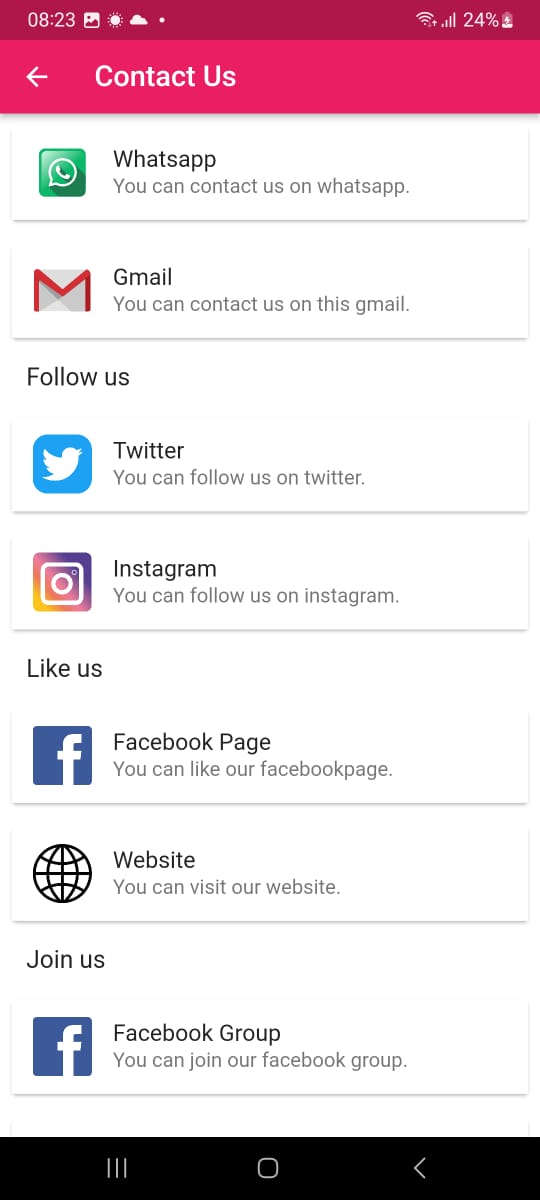 08:23
24%
Contact Us
Whatsapp
You can contact us on whatsapp.
Gmail
You can contact us on this gmail.
Follow us
Twitter
You can follow us on twitter.
Instagram
You can follow us on instagram.
Like us
Facebook Page
You can like our facebookpage.
Website
You can visit our website.
Join us
Facebook Group
You can join our facebook group.